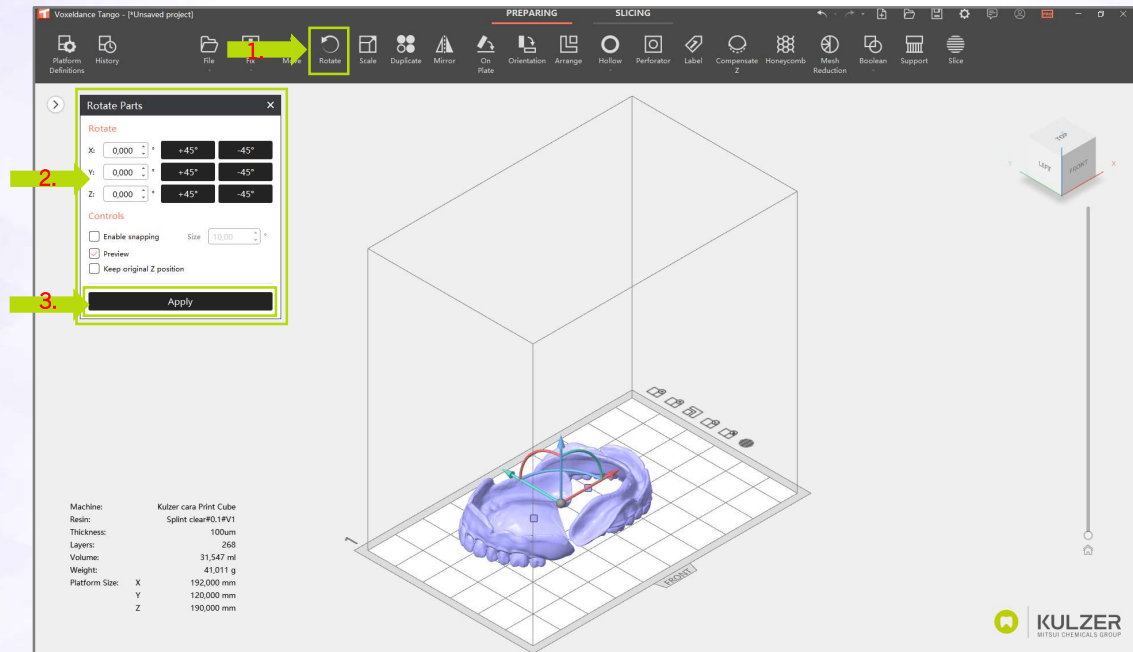 Voxeldance Tango - [*Unsaved project]
PREPARING
SLICING
PRO
Platform
Definitions
History
File
Fix
1.
Move
Rotate
Scale
Duplicate
Mirror
On
Plate
Orientation
Arrange
Hollow
Perforator
Label
Compensate
Z
Honeycomb
Mesh
Reduction
Boolean
Support
Slice
Rotate Parts
Rotate
X: 0,000 ° +45° -45°
2.
Y: 0,000 ° +45° -45°
Z: 0,000 ° +45° -45°
Controls
Enable snapping Size 10,00 °
Preview
Keep original Z position
3.
Apply
TOP
LEFT
FRONT
Y
X
1
FRONT
Machine: Kulzer cara Print Cube
Resin: Splint clear#0.1#V1
Thickness: 100um
Layers: 268
Volume: 31,547 ml
Weight: 41,011 g
Platform Size: X 192,000 mm
Y 120,000 mm
Z 190,000 mm
KULZER
MITSUI CHEMICALS GROUP